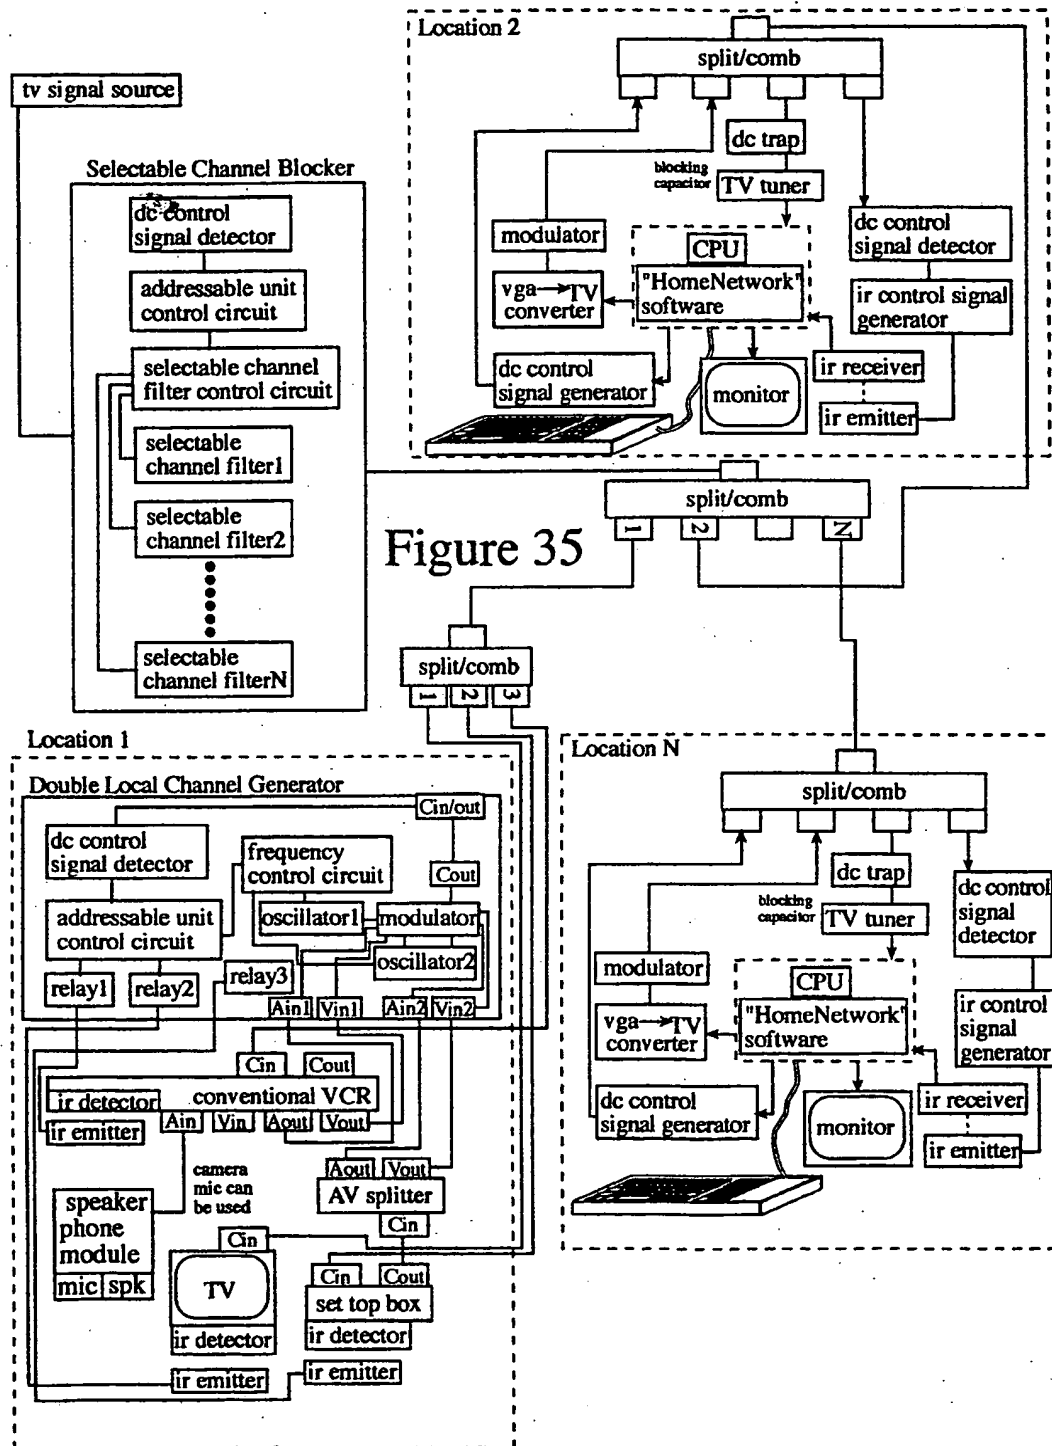 Location 2
split/comb
tv signal source
dc trap
Selectable Channel Blocker
blocking
capacitor
TV tuner
dc control
signal detector
modulator
dc control
signal detector
CPU
addressable unit
control circuit
vga→TV
converter
"HomeNetwork"
software
ir control signal
generator
selectable channel
filter control circuit
dc control
signal generator
monitor
ir receiver
ir emitter
selectable
channel filter1
split/comb
1
2
N
selectable
channel filter2
Figure 35
selectable
channel filterN
split/comb
1
2
3
Location 1
Location N
Double Local Channel Generator
split/comb
Cin/out
dc control
signal detector
frequency
control circuit
Cout
dc trap
dc control
signal
detector
blocking
capacitor
TV tuner
addressable unit
control circuit
oscillator1
modulator
oscillator2
modulator
CPU
relay1
relay2
relay3
Ain1
Vin1
Ain2
Vin2
vga→TV
converter
"HomeNetwork"
software
ir control
signal
generator
Cin
Cout
conventional VCR
ir detector
Ain
Vin
Aout
Vout
ir emitter
dc control
signal generator
monitor
ir receiver
ir emitter
camera
mic can
be used
Aout
Vout
AV splitter
Cin
speaker
phone
module
mic
spk
Cin
TV
ir detector
Cin
Cout
set top box
ir detector
ir emitter
ir emitter